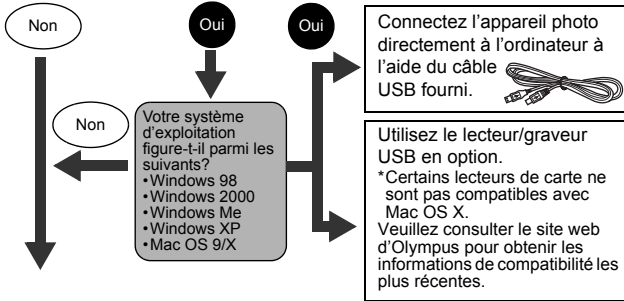 Non
Oui
Oui
Connectez l'appareil photo
directement à l'ordinateur à
l'aide du câble
USB fourni.
Non
Votre système
d'exploitation
figure-t-il parmi les
suivants?
•Windows 98
•Windows 2000
•Windows Me
•Windows XP
•Mac OS 9/X
Utilisez le lecteur/graveur
USB en option.
*Certains lecteurs de carte ne
sont pas compatibles avec
Mac OS X.
Veuillez consulter le site web
d'Olympus pour obtenir les
informations de compatibilité les
plus récentes.